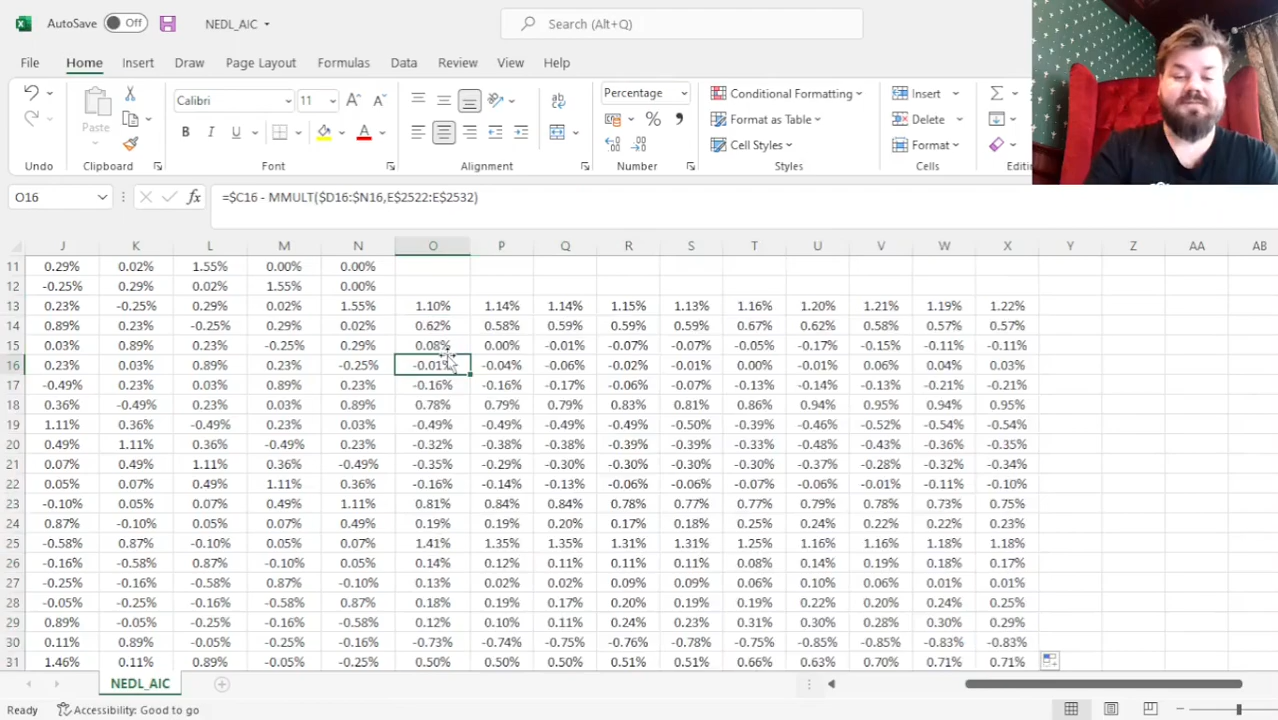 AutoSave Off NEDL_AIC Search (Alt+Q)
File Home Insert Draw Page Layout Formulas Data Review View Help
Calibri 11 Percentage Conditional Formatting Insert
Paste B I U A Format as Table Delete
Cell Styles Format
Undo Clipboard Font Alignment Number Styles Cells
O16 fx =$C16 - MMULT($D16:$N16,E$2522:E$2532)
J K L M N O P Q R S T U V W X Y Z AA AB
11 0.29% 0.02% 1.55% 0.00% 0.00%
12 -0.25% 0.29% 0.02% 1.55% 0.00%
13 0.23% -0.25% 0.29% 0.02% 1.55% 1.10% 1.14% 1.14% 1.15% 1.13% 1.16% 1.20% 1.21% 1.19% 1.22%
14 0.89% 0.23% -0.25% 0.29% 0.02% 0.62% 0.58% 0.59% 0.59% 0.59% 0.67% 0.62% 0.58% 0.57% 0.57%
15 0.03% 0.89% 0.23% -0.25% 0.29% 0.08% 0.00% -0.01% -0.07% -0.07% -0.05% -0.17% -0.15% -0.11% -0.11%
16 0.23% 0.03% 0.89% 0.23% -0.25% -0.01% -0.04% -0.06% -0.02% -0.01% 0.00% -0.01% 0.06% 0.04% 0.03%
17 -0.49% 0.23% 0.03% 0.89% 0.23% -0.16% -0.16% -0.17% -0.06% -0.07% -0.13% -0.14% -0.13% -0.21% -0.21%
18 0.36% -0.49% 0.23% 0.03% 0.89% 0.78% 0.79% 0.79% 0.83% 0.81% 0.86% 0.94% 0.95% 0.94% 0.95%
19 1.11% 0.36% -0.49% 0.23% 0.03% -0.49% -0.49% -0.49% -0.49% -0.50% -0.39% -0.46% -0.52% -0.54% -0.54%
20 0.49% 1.11% 0.36% -0.49% 0.23% -0.32% -0.38% -0.38% -0.39% -0.39% -0.33% -0.48% -0.43% -0.36% -0.35%
21 0.07% 0.49% 1.11% 0.36% -0.49% -0.35% -0.29% -0.30% -0.30% -0.30% -0.27% -0.37% -0.28% -0.32% -0.34%
22 0.05% 0.07% 0.49% 1.11% 0.36% -0.16% -0.14% -0.13% -0.06% -0.06% -0.07% -0.06% -0.01% -0.11% -0.10%
23 -0.10% 0.05% 0.07% 0.49% 1.11% 0.81% 0.84% 0.84% 0.78% 0.77% 0.77% 0.79% 0.78% 0.73% 0.75%
24 0.87% -0.10% 0.05% 0.07% 0.49% 0.19% 0.19% 0.20% 0.17% 0.18% 0.25% 0.24% 0.22% 0.22% 0.23%
25 -0.58% 0.87% -0.10% 0.05% 0.07% 1.41% 1.35% 1.35% 1.31% 1.31% 1.25% 1.16% 1.16% 1.18% 1.18%
26 -0.16% -0.58% 0.87% -0.10% 0.05% 0.14% 0.12% 0.11% 0.11% 0.11% 0.08% 0.14% 0.19% 0.18% 0.17%
27 -0.25% -0.16% -0.58% 0.87% -0.10% 0.13% 0.02% 0.02% 0.09% 0.09% 0.06% 0.10% 0.06% 0.01% 0.01%
28 -0.05% -0.25% -0.16% -0.58% 0.87% 0.18% 0.19% 0.17% 0.20% 0.19% 0.19% 0.22% 0.20% 0.24% 0.25%
29 0.89% -0.05% -0.25% -0.16% -0.58% 0.12% 0.10% 0.11% 0.24% 0.23% 0.31% 0.30% 0.28% 0.30% 0.29%
30 0.11% 0.89% -0.05% -0.25% -0.16% -0.73% -0.74% -0.75% -0.76% -0.78% -0.75% -0.85% -0.85% -0.83% -0.83%
31 1.46% 0.11% 0.89% -0.05% -0.25% 0.50% 0.50% 0.50% 0.51% 0.51% 0.66% 0.63% 0.70% 0.71% 0.71%
NEDL_AIC
Ready Accessibility: Good to go